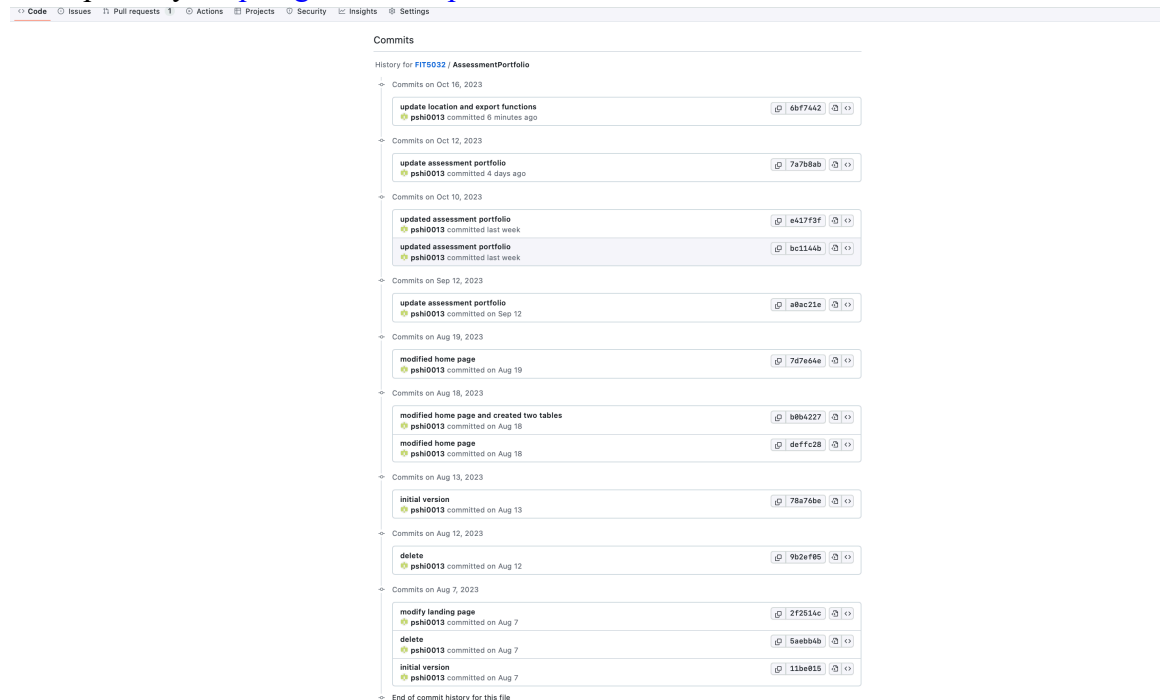 Code Issues Pull requests 1 Actions Projects Security Insights Settings
Commits
History for FIT5032 / AssessmentPortfolio
Commits on Oct 16, 2023
update location and export functions
6bf7442
pshi0013 committed 6 minutes ago
Commits on Oct 12, 2023
update assessment portfolio
7a7b8ab
pshi0013 committed 4 days ago
Commits on Oct 10, 2023
updated assessment portfolio
e417f3f
pshi0013 committed last week
updated assessment portfolio
bc1144b
pshi0013 committed last week
Commits on Sep 12, 2023
update assessment portfolio
a0ac21e
pshi0013 committed on Sep 12
Commits on Aug 19, 2023
modified home page
7d7e64e
pshi0013 committed on Aug 19
Commits on Aug 18, 2023
modified home page and created two tables
b0b4227
pshi0013 committed on Aug 18
modified home page
deffc28
pshi0013 committed on Aug 18
Commits on Aug 13, 2023
initial version
78a76be
pshi0013 committed on Aug 13
Commits on Aug 12, 2023
delete
9b2ef05
pshi0013 committed on Aug 12
Commits on Aug 7, 2023
modify landing page
2f2514c
pshi0013 committed on Aug 7
delete
5aebb4b
pshi0013 committed on Aug 7
initial version
11be015
pshi0013 committed on Aug 7
End of commit history for this file